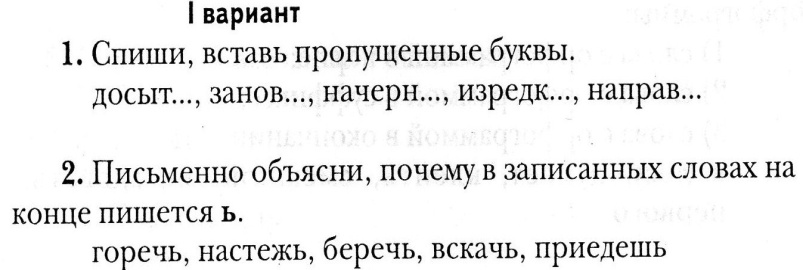 I вариант
1. Спиши, вставь пропущенные буквы.
досыт..., занов..., начерн..., изредк..., направ...
2. Письменно объясни, почему в записанных словах на
конце пишется ь.
горечь, настежь, беречь, вскачь, приедешь